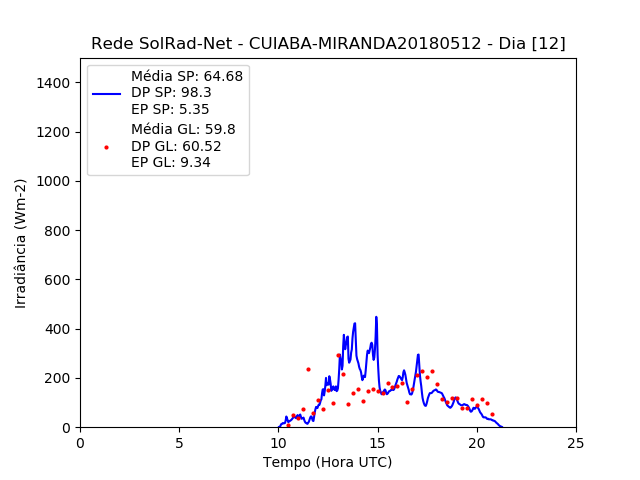 Rede SolRad-Net - CUIABA-MIRANDA20180512 - Dia [12]
Média SP: 64.68
DP SP: 98.3
EP SP: 5.35
Média GL: 59.8
DP GL: 60.52
EP GL: 9.34
Irradiância (Wm-2)
1400
1200
1000
800
600
400
200
0
0 5 10 15 20 25
Tempo (Hora UTC)